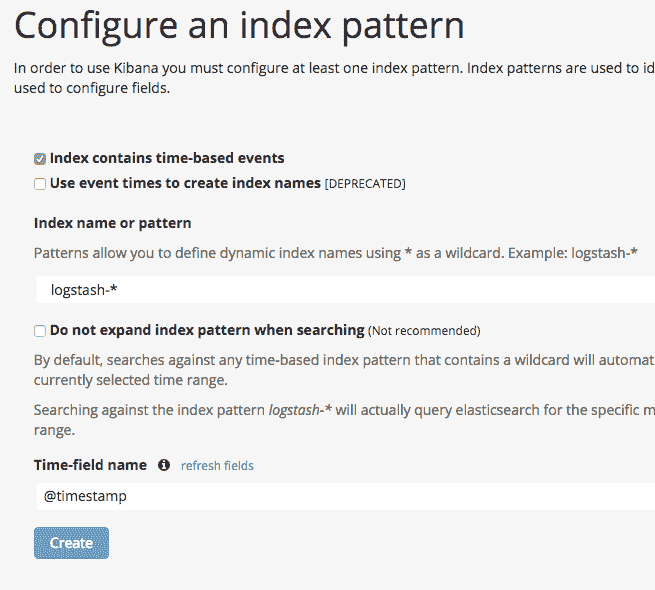 Configure an index pattern
In order to use Kibana you must configure at least one index pattern. Index patterns are used to id
used to configure fields.
Index contains time-based events
Use event times to create index names [DEPRECATED]
Index name or pattern
Patterns allow you to define dynamic index names using * as a wildcard. Example: logstash-*
logstash-*
Do not expand index pattern when searching (Not recommended)
By default, searches against any time-based index pattern that contains a wildcard will automat
currently selected time range.
Searching against the index pattern logstash-* will actually query elasticsearch for the specific m
range.
Time-field name refresh fields
@timestamp
Create